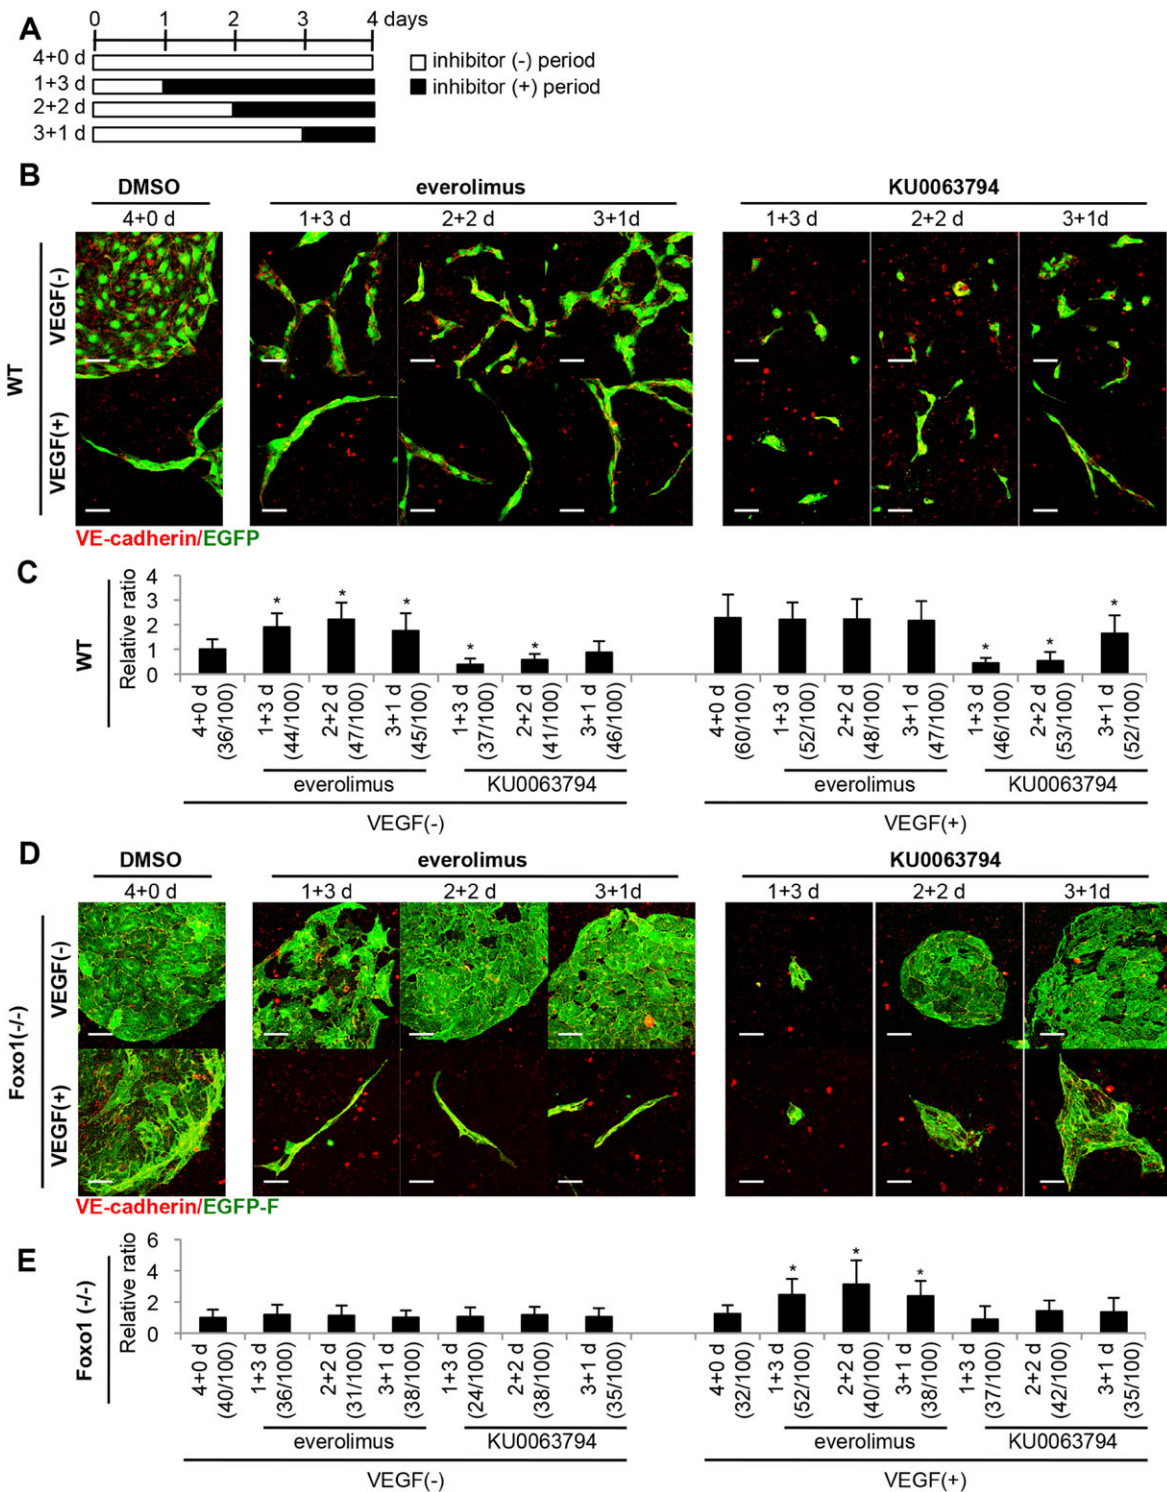 A
0 1 2 3 4 days
4+0 d
1+3 d
2+2 d
3+1 d
inhibitor (-) period
inhibitor (+) period
B
DMSO everolimus KU0063794
4+0 d 1+3 d 2+2 d 3+1 d 1+3 d 2+2 d 3+1d
WT
VEGF(-)
VEGF(+)
VE-cadherin/EGFP
C
WT
Relative ratio
4
3
2
1
0
* * * * * * * *
4+0 d (36/100)
1+3 d (44/100)
2+2 d (47/100)
3+1 d (45/100)
1+3 d (37/100)
2+2 d (41/100)
3+1 d (46/100)
4+0 d (60/100)
1+3 d (52/100)
2+2 d (48/100)
3+1 d (47/100)
1+3 d (46/100)
2+2 d (53/100)
3+1 d (52/100)
everolimus KU0063794 everolimus KU0063794
VEGF(-) VEGF(+)
D
DMSO everolimus KU0063794
4+0 d 1+3 d 2+2 d 3+1 d 1+3 d 2+2 d 3+1d
Foxo1(-/-)
VEGF(-)
VEGF(+)
VE-cadherin/EGFP-F
E
Foxo1 (-/-)
Relative ratio
6
4
2
0
* * *
4+0 d (40/100)
1+3 d (36/100)
2+2 d (31/100)
3+1 d (38/100)
1+3 d (24/100)
2+2 d (38/100)
3+1 d (35/100)
4+0 d (32/100)
1+3 d (52/100)
2+2 d (40/100)
3+1 d (38/100)
1+3 d (37/100)
2+2 d (42/100)
3+1 d (35/100)
everolimus KU0063794 everolimus KU0063794
VEGF(-) VEGF(+)